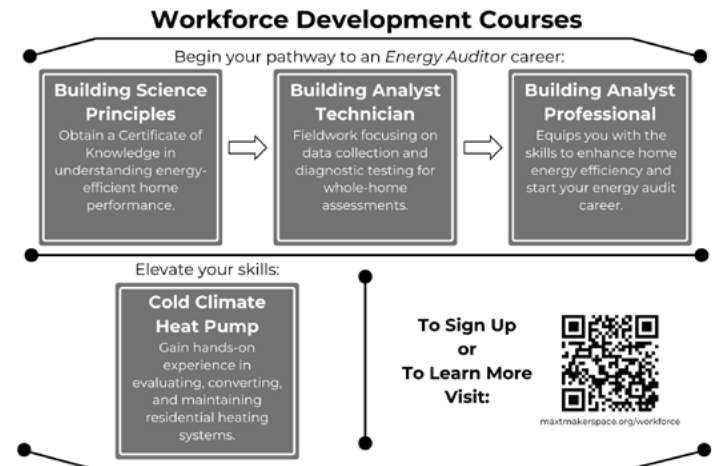 Workforce Development Courses
Begin your pathway to an Energy Auditor career:
Building Science
Principles
Obtain a Certificate of
Knowledge in
understanding energy-
efficient home
performance.
Building Analyst
Technician
Fieldwork focusing on
data collection and
diagnostic testing for
whole-home
assessments.
Building Analyst
Professional
Equips you with the
skills to enhance home
energy efficiency and
start your energy audit
career.
Elevate your skills:
Cold Climate
Heat Pump
Gain hands-on
experience in
evaluating, converting,
and maintaining
residential heating
systems.
To Sign Up
or
To Learn More
Visit:
maxtmakerspace.org/workforce